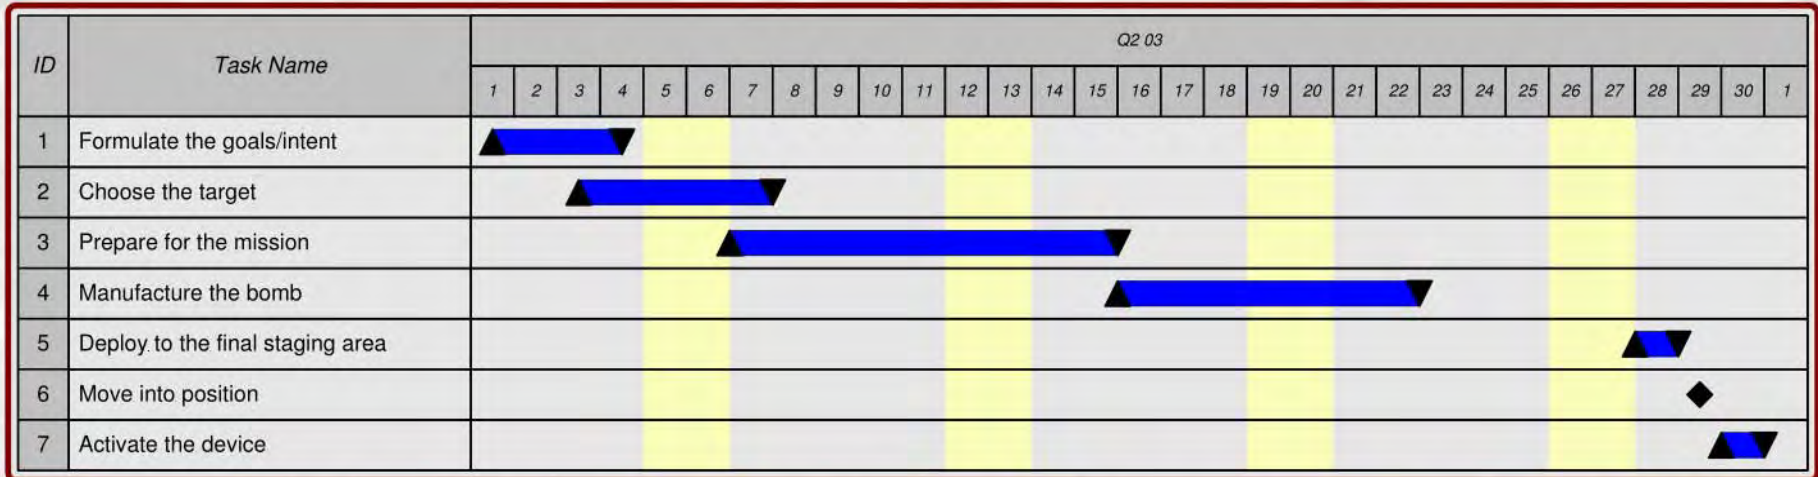 ID Task Name Q2 03
1 2 3 4 5 6 7 8 9 10 11 12 13 14 15 16 17 18 19 20 21 22 23 24 25 26 27 28 29 30 1
1 Formulate the goals/intent
2 Choose the target
3 Prepare for the mission
4 Manufacture the bomb
5 Deploy to the final staging area
6 Move into position
7 Activate the device